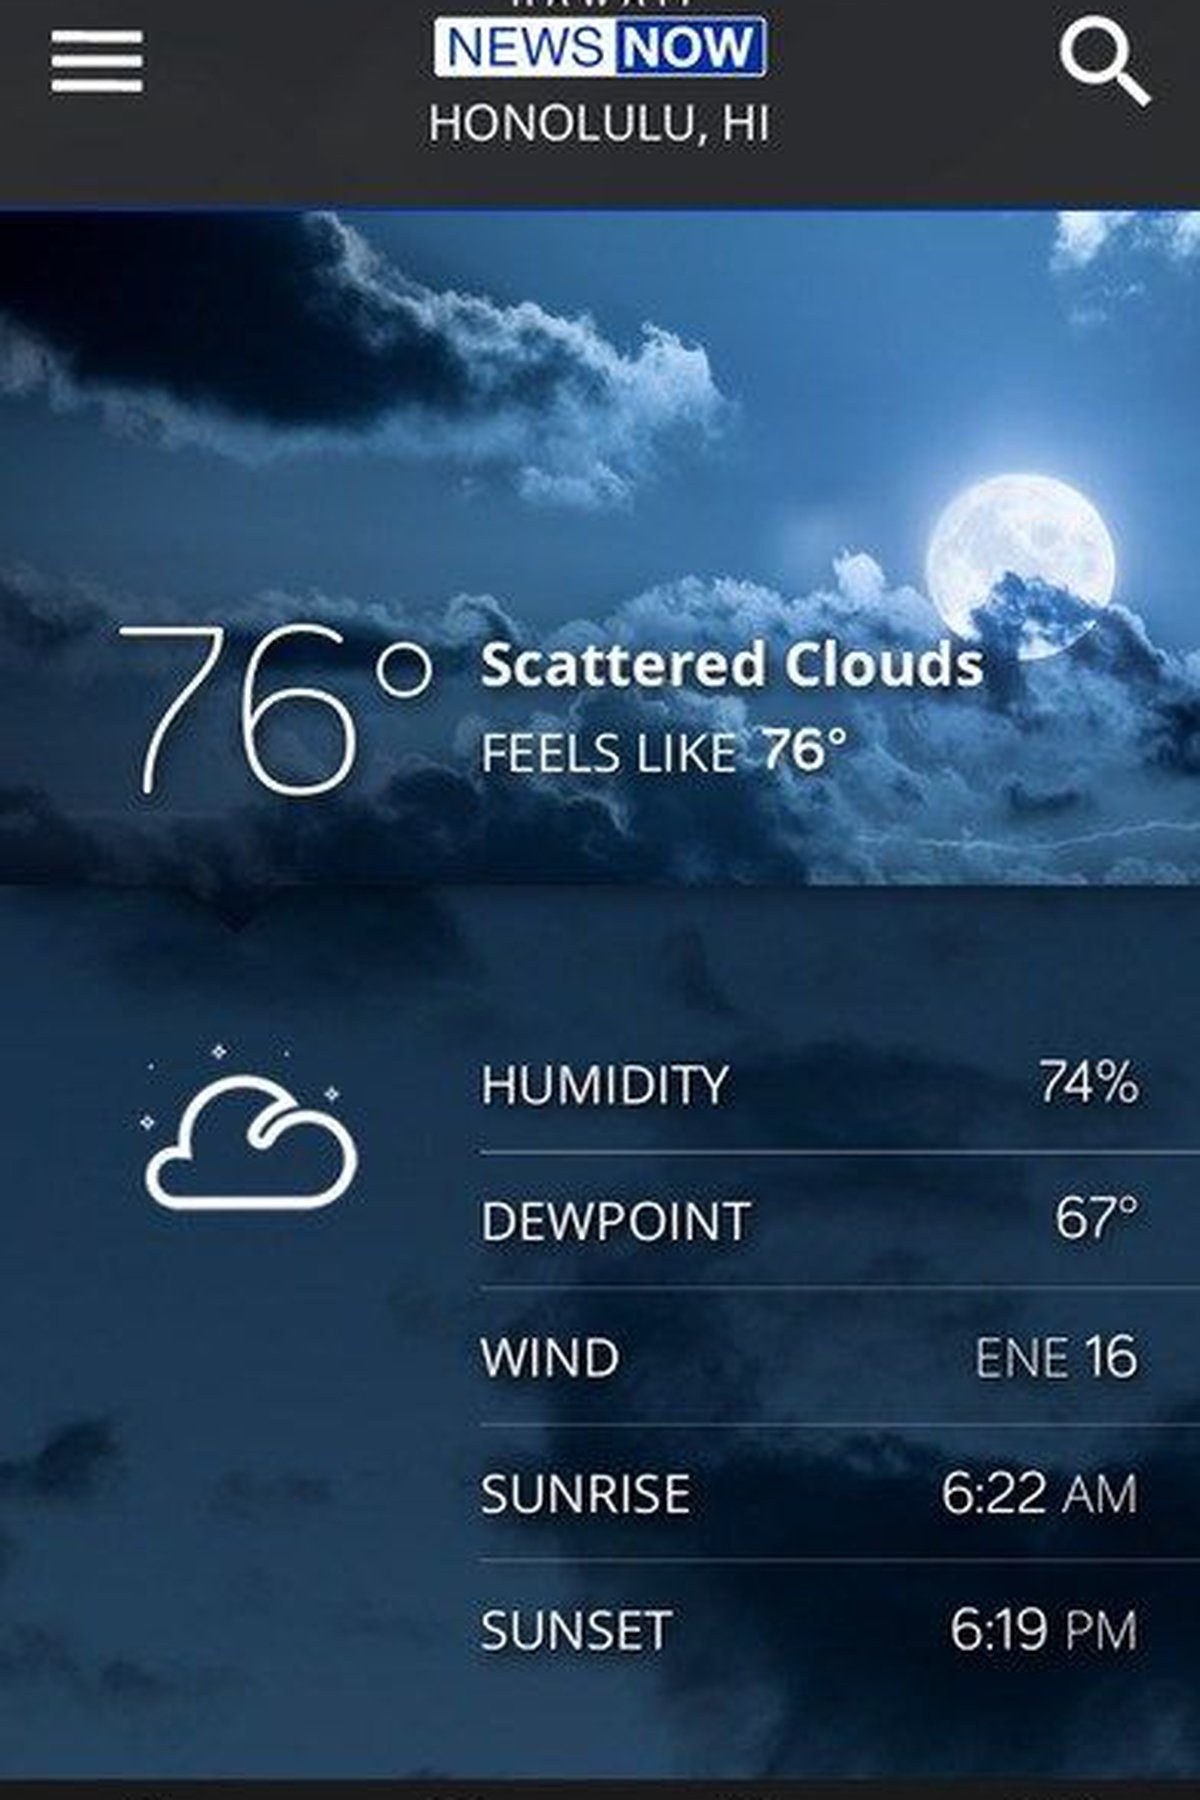 HAWAII
NEWS NOW
HONOLULU, HI
76° Scattered Clouds
FEELS LIKE 76°
HUMIDITY 74%
DEWPOINT 67°
WIND ENE 16
SUNRISE 6:22 AM
SUNSET 6:19 PM